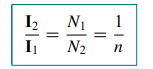 I₂/I₁ = N₁/N₂ = 1/n